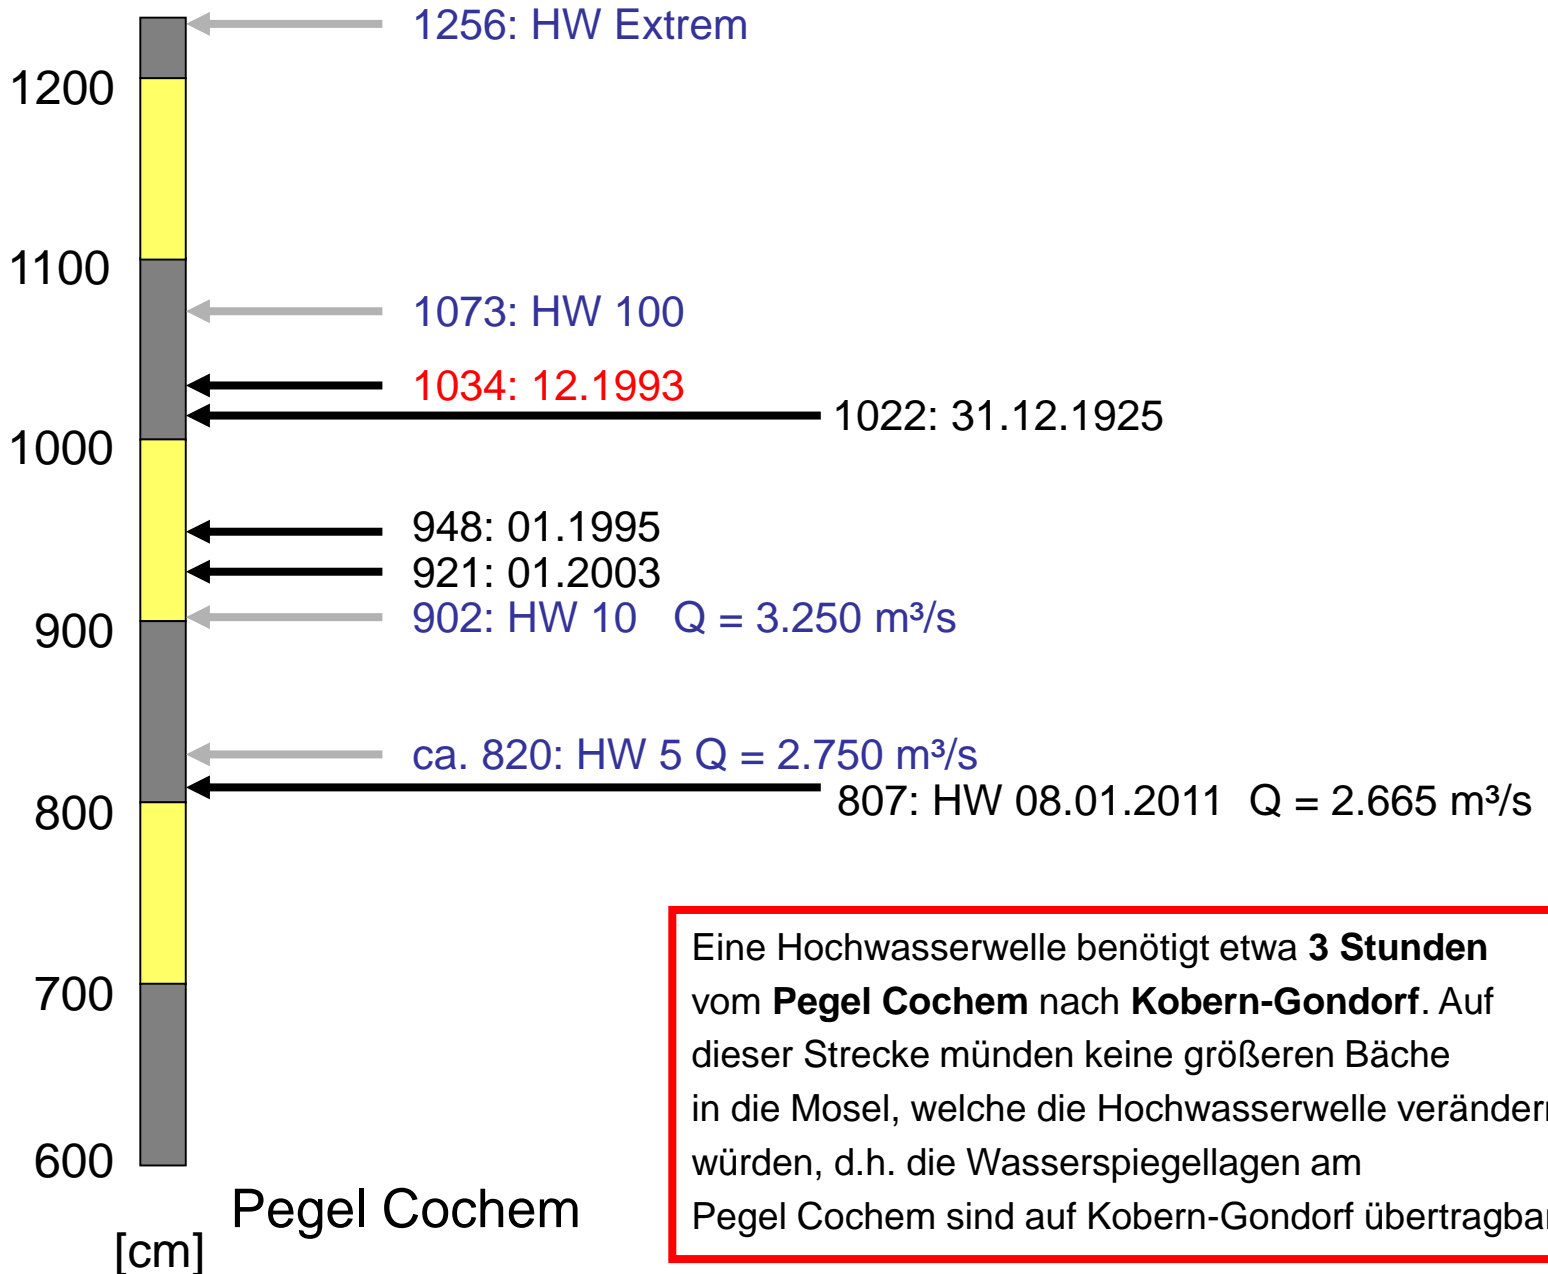 1256: HW Extrem
1200
1100
1073: HW 100
1034: 12.1993
1022: 31.12.1925
1000
948: 01.1995
921: 01.2003
902: HW 10   Q = 3.250 m³/s
900
ca. 820: HW 5 Q = 2.750 m³/s
807: HW 08.01.2011  Q = 2.665 m³/s
800
700
600
Eine Hochwasserwelle benötigt etwa 3 Stunden
vom Pegel Cochem nach Kobern-Gondorf. Auf
dieser Strecke münden keine größeren Bäche
in die Mosel, welche die Hochwasserwelle verändern
würden, d.h. die Wasserspiegellagen am
Pegel Cochem sind auf Kobern-Gondorf übertragbar
Pegel Cochem
[cm]